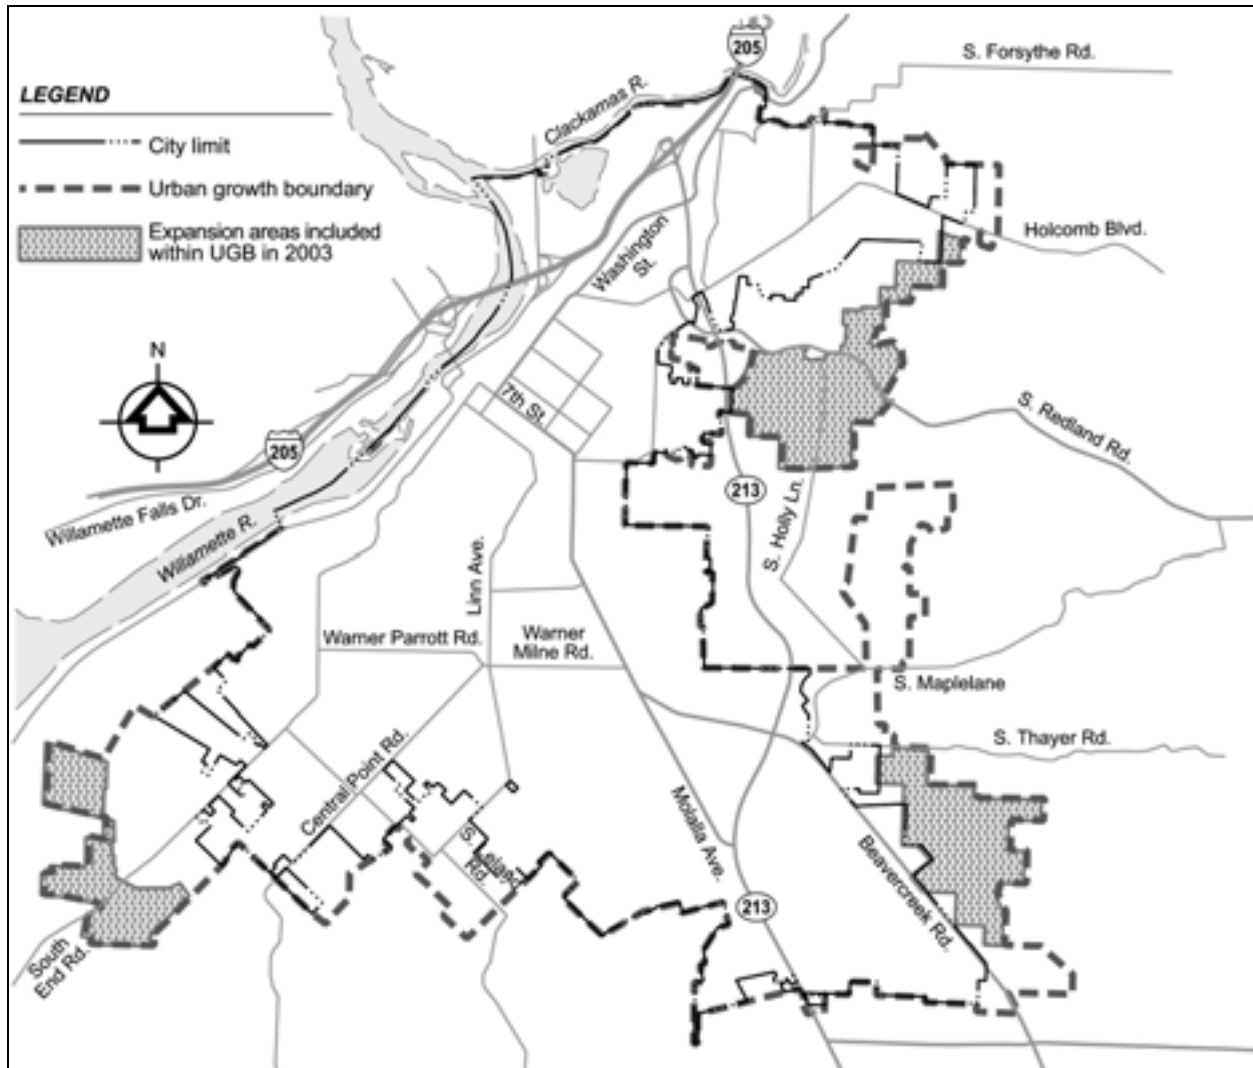 205
S. Forsythe Rd.
LEGEND
City limit
Urban growth boundary
Expansion areas included
within UGB in 2003
Clackamas R.
Washington
St.
Holcomb Blvd.
N
7th St.
S. Redland Rd.
205
Willamette Falls Dr.
Willamette R.
213
S. Holly Ln.
Linn Ave.
Warner Parrott Rd.
Warner
Milne Rd.
S. Maplelane
S. Thayer Rd.
Central Point Rd.
Molalla Ave.
S. Leland
Rd.
Beavercreek Rd.
213
South
End Rd.